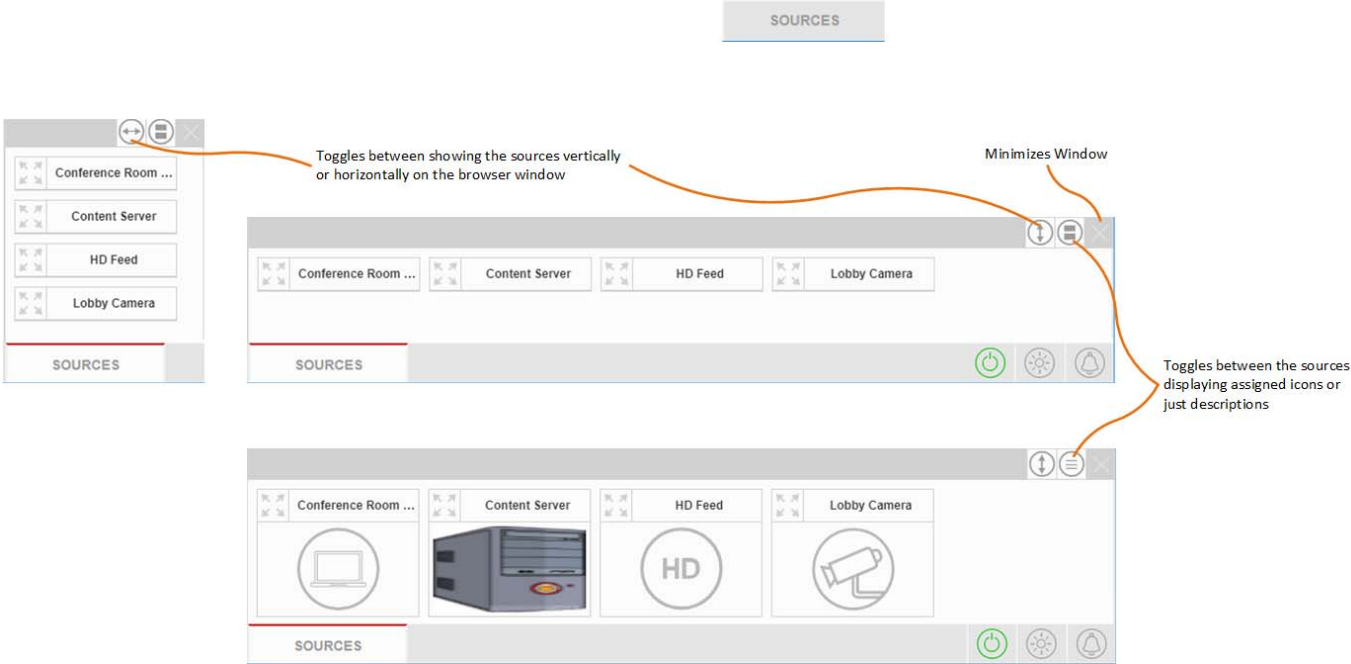 SOURCES
Toggles between showing the sources vertically
or horizontally on the browser window
Minimizes Window
Conference Room ...
Content Server
HD Feed
Lobby Camera
SOURCES
Conference Room ...
Content Server
HD Feed
Lobby Camera
SOURCES
Toggles between the sources
displaying assigned icons or
just descriptions
Conference Room ...
Content Server
HD Feed
Lobby Camera
HD
SOURCES